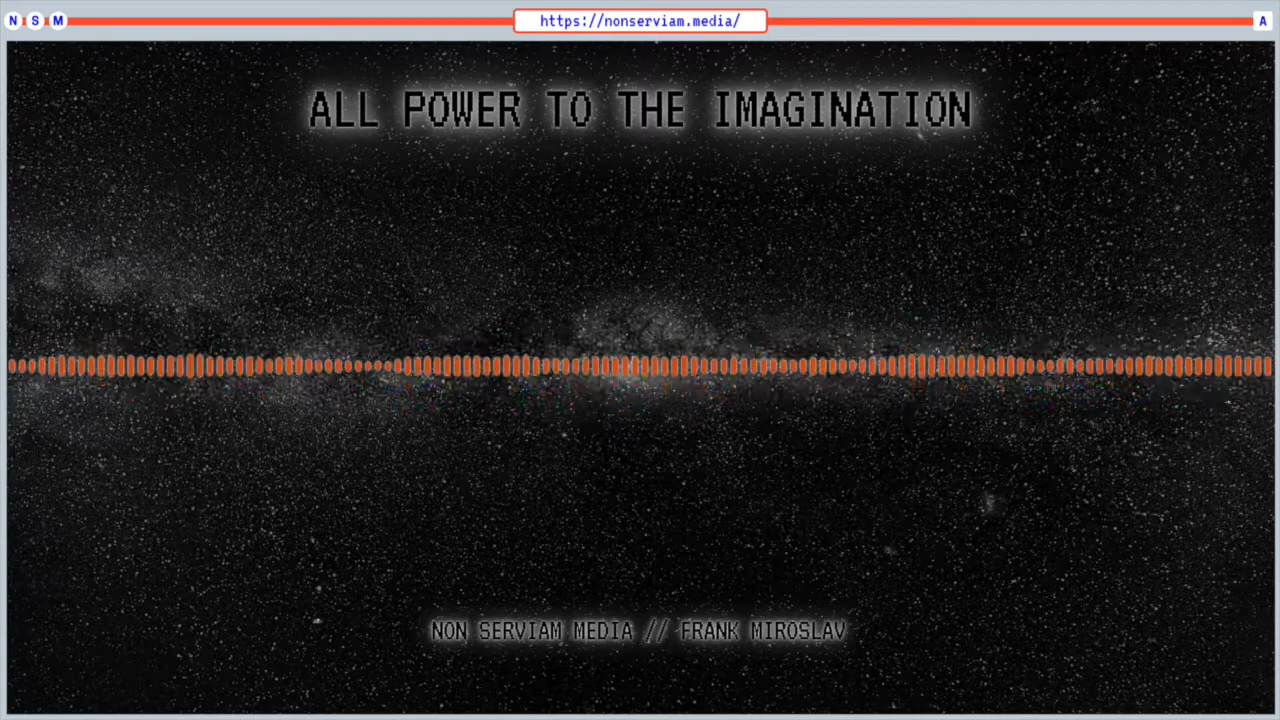 N S M https://nonserviam.media/ A
ALL POWER TO THE IMAGINATION
NON SERVIAM MEDIA // FRANK MIROSLAV